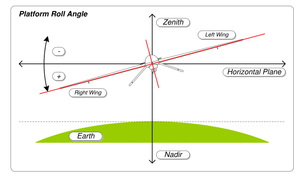 Platform Roll Angle
Zenith
Left Wing
-
+
Horizontal Plane
Right Wing
Earth
Nadir